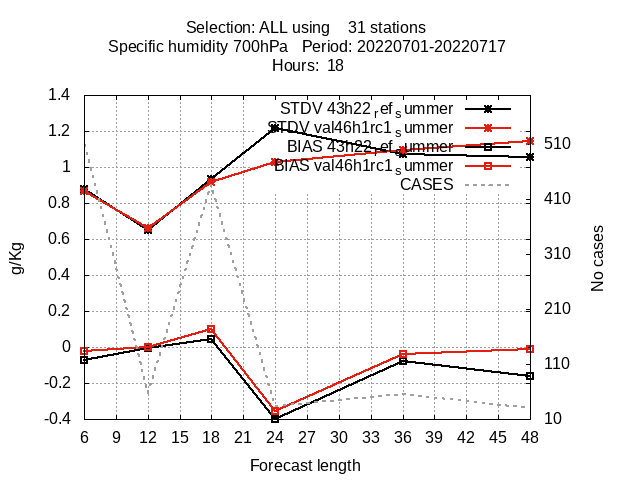 Selection: ALL using    31 stations
Specific humidity 700hPa   Period: 20220701-20220717
Hours: 18
1.4
1.2
1
0.8
0.6
0.4
0.2
0
-0.2
-0.4
g/Kg
STDV 43h22_ref_summer
STDV val46h1rc1_summer
BIAS 43h22_ref_summer
BIAS val46h1rc1_summer
CASES
510
410
310
210
110
10
No cases
6 9 12 15 18 21 24 27 30 33 36 39 42 45 48
Forecast length